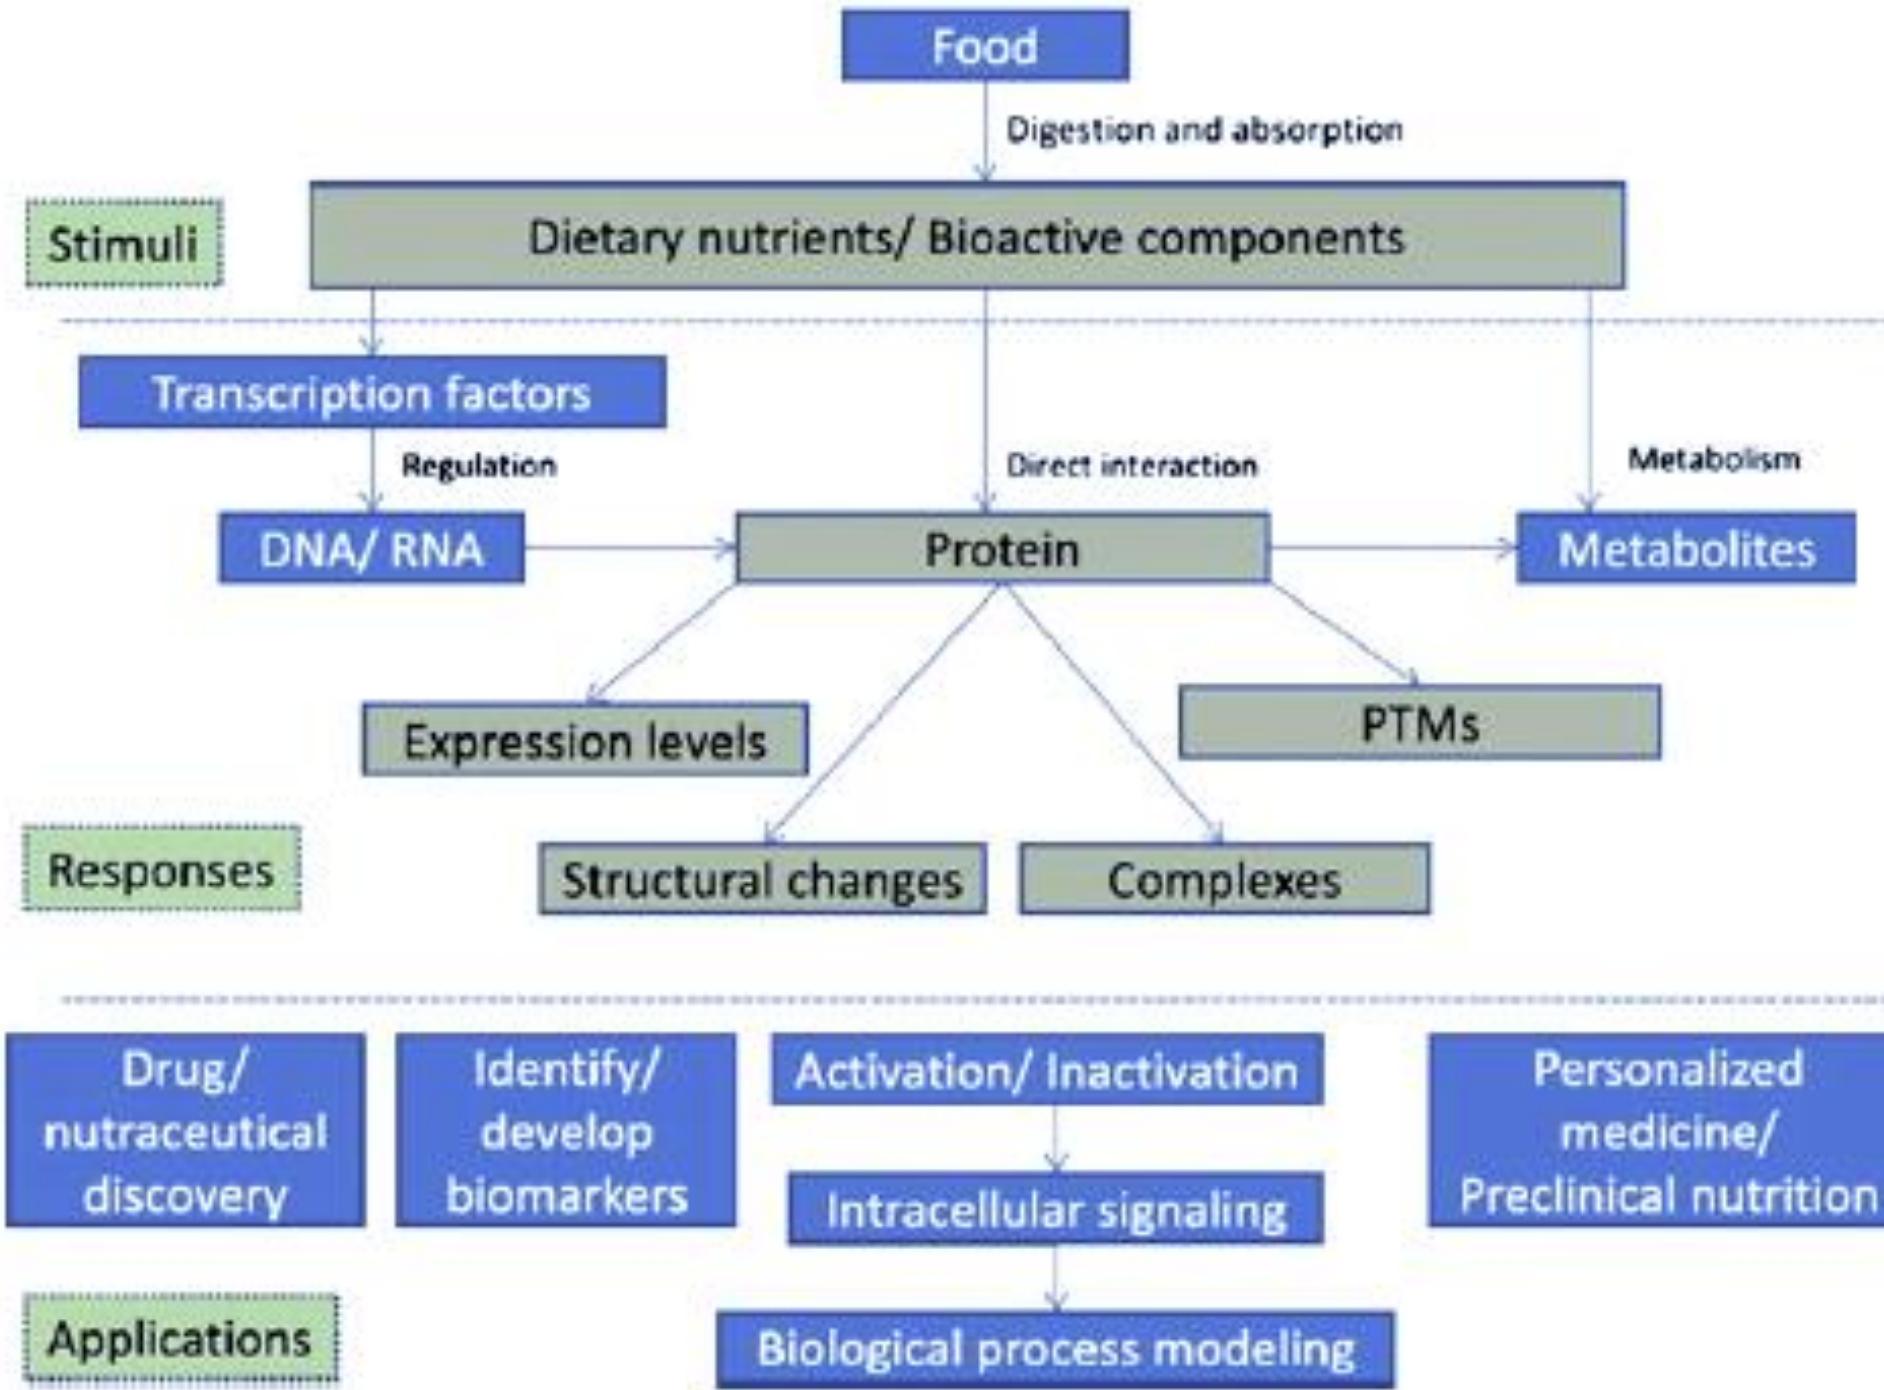 Food
Digestion and absorption
Stimuli
Dietary nutrients/ Bioactive components
Transcription factors
Regulation
Direct interaction
Metabolism
DNA/ RNA
Protein
Metabolites
Expression levels
PTMs
Responses
Structural changes
Complexes
Drug/
nutraceutical
discovery
Identify/
develop
biomarkers
Activation/ Inactivation
Intracellular signaling
Biological process modeling
Personalized
medicine/
Preclinical nutrition
Applications